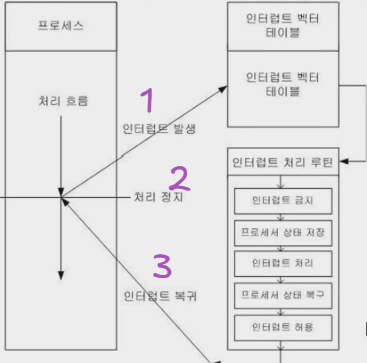 프로세스
처리 흐름
1
인터럽트 발생
2
처리 정지
3
인터럽트 복귀
인터럽트 벡터
테이블
인터럽트 벡터
테이블
인터럽트 처리 루틴
인터럽트 금지
프로세서 상태 저장
인터럽트 처리
프로세서 상태 복구
인터럽트 허용